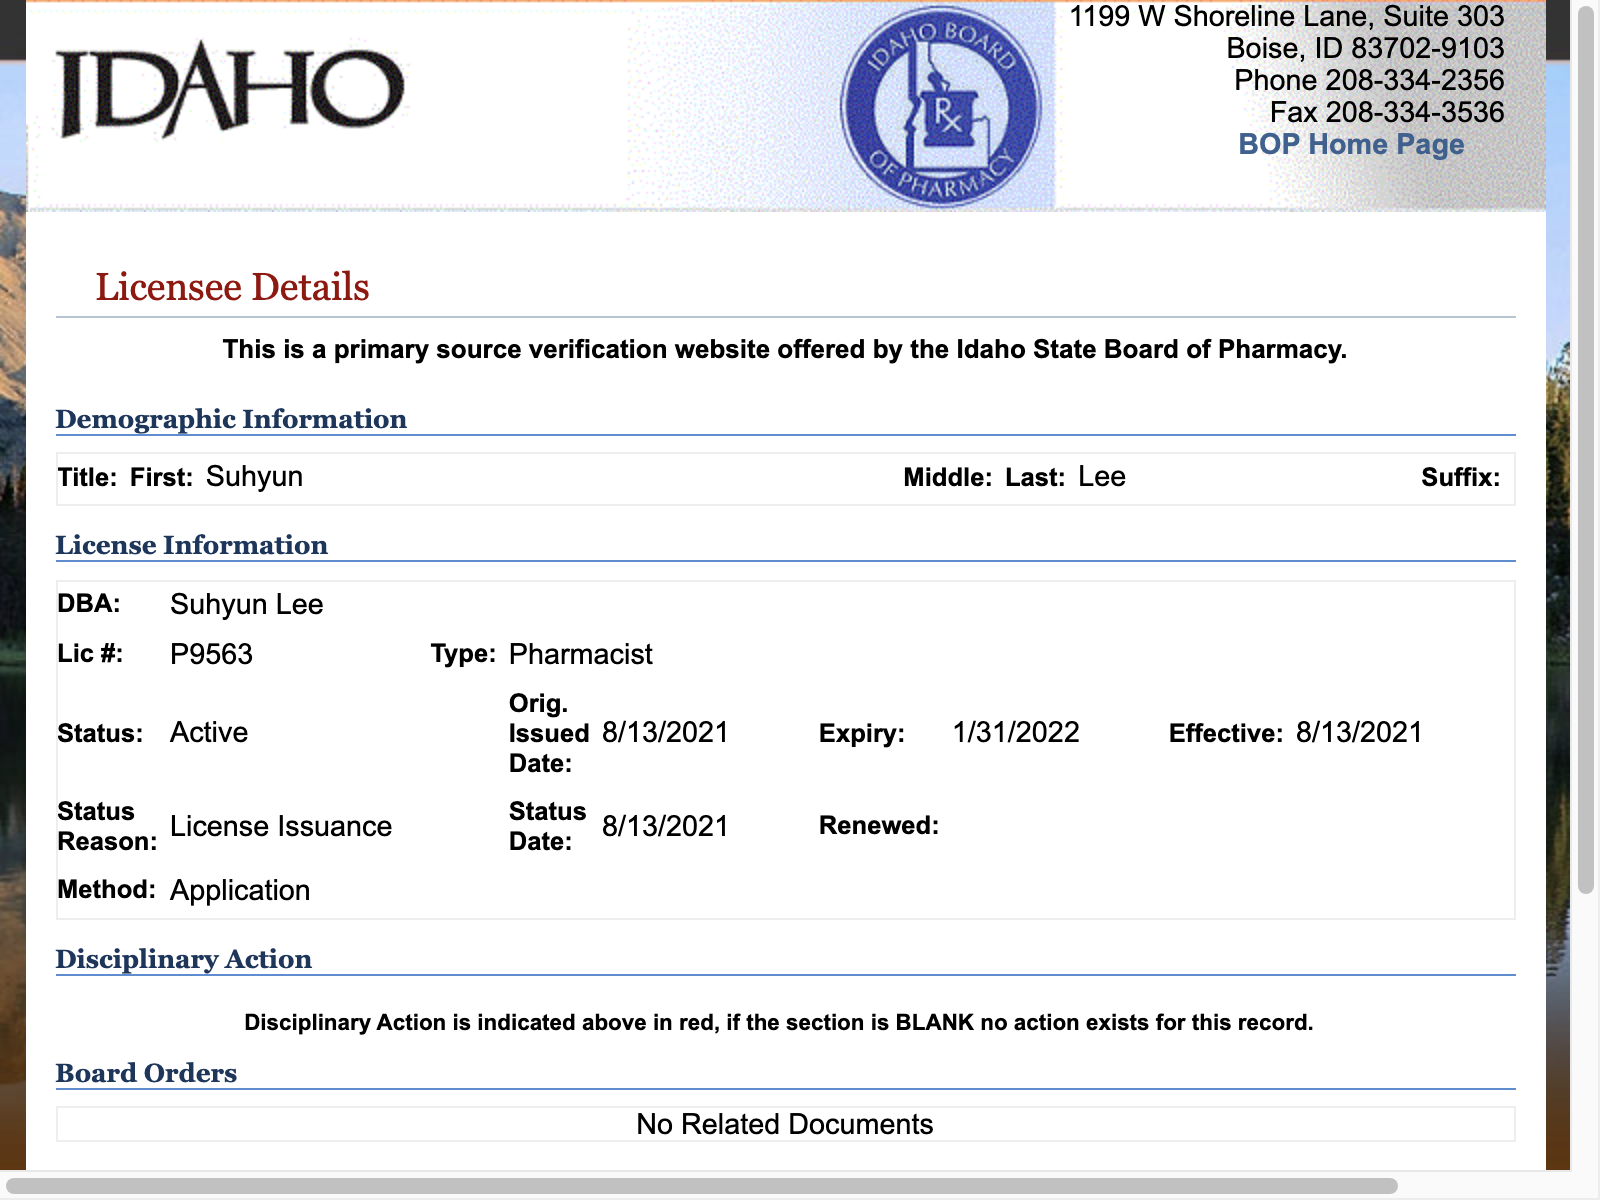 IDAHO
IDAHO BOARD OF PHARMACY
Rx
1199 W Shoreline Lane, Suite 303
Boise, ID 83702-9103
Phone 208-334-2356
Fax 208-334-3536
BOP Home Page
Licensee Details
This is a primary source verification website offered by the Idaho State Board of Pharmacy.
Demographic Information
Title: First: Suhyun Middle: Last: Lee Suffix:
License Information
DBA: Suhyun Lee
Lic #: P9563 Type: Pharmacist
Status: Active Orig. Issued Date: 8/13/2021 Expiry: 1/31/2022 Effective: 8/13/2021
Status Reason: License Issuance Status Date: 8/13/2021 Renewed:
Method: Application
Disciplinary Action
Disciplinary Action is indicated above in red, if the section is BLANK no action exists for this record.
Board Orders
No Related Documents